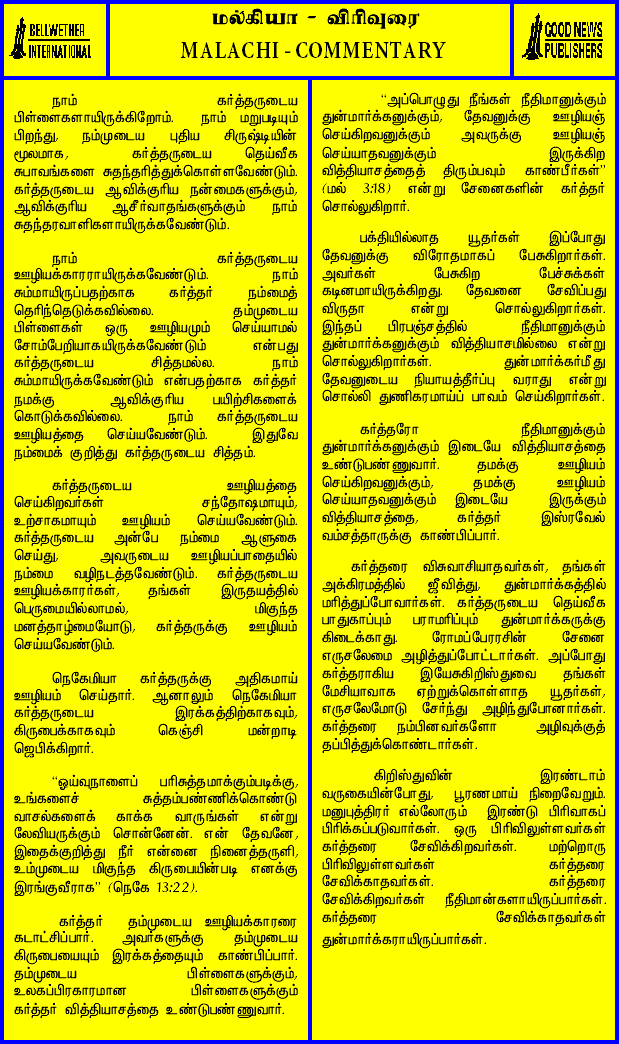 BELLWETHER
INTERNATIONAL
மல்கியா - விரிவுரை
MALACHI - COMMENTARY
GOOD NEWS
PUBLISHERS
நாம் கர்த்தருடைய
பிள்ளைகளாயிருக்கிறோம். நாம் மறுபடியும்
பிறந்து, நம்முடைய புதிய சிருஷ்டியின்
மூலமாக, கர்த்தருடைய தெய்வீக
சுபாவங்களை சுதந்தரித்துக்கொள்ளவேண்டும்.
கர்த்தருடைய ஆவிக்குரிய நன்மைகளுக்கும்,
ஆவிக்குரிய ஆசீர்வாதங்களுக்கும் நாம்
சுதந்தரவாளிகளாயிருக்கவேண்டும்.
நாம் கர்த்தருடைய
ஊழியக்காரராயிருக்கவேண்டும். நாம்
சும்மாயிருப்பதற்காக கர்த்தர் நம்மைத்
தெரிந்தெடுக்கவில்லை. தம்முடைய
பிள்ளைகள் ஒரு ஊழியமும் செய்யாமல்
சோம்பேறியாகயிருக்கவேண்டும் என்பது
கர்த்தருடைய சித்தமல்ல. நாம்
சும்மாயிருக்கவேண்டும் என்பதற்காக கர்த்தர்
நமக்கு ஆவிக்குரிய பயிற்சிகளைக்
கொடுக்கவில்லை. நாம் கர்த்தருடைய
ஊழியத்தை செய்யவேண்டும். இதுவே
நம்மைக் குறித்து கர்த்தருடைய சித்தம்.
கர்த்தருடைய ஊழியத்தை
செய்கிறவர்கள் சந்தோஷமாயும்,
உற்சாகமாயும் ஊழியம் செய்யவேண்டும்.
கர்த்தருடைய அன்பே நம்மை ஆளுகை
செய்து, அவருடைய ஊழியப்பாதையில்
நம்மை வழிநடத்தவேண்டும். கர்த்தருடைய
ஊழியக்காரர்கள், தங்கள் இருதயத்தில்
பெருமையில்லாமல், மிகுந்த
மனத்தாழ்மையோடு, கர்த்தருக்கு ஊழியம்
செய்யவேண்டும்.
நெகேமியா கர்த்தருக்கு அதிகமாய்
ஊழியம் செய்தார். ஆனாலும் நெகேமியா
கர்த்தருடைய இரக்கத்திற்காகவும்,
கிருபைக்காகவும் கெஞ்சி மன்றாடி
ஜெபிக்கிறார்.
“ஓய்வுநாளைப் பரிசுத்தமாக்கும்படிக்கு,
உங்களைச் சுத்தம்பண்ணிக்கொண்டு
வாசல்களைக் காக்க வாருங்கள் என்று
லேவியருக்கும் சொன்னேன். என் தேவனே,
இதைக்குறித்து நீர் என்னை நினைத்தருளி,
உம்முடைய மிகுந்த கிருபையின்படி எனக்கு
இரங்குவீராக” (நெகே 13:22).
கர்த்தர் தம்முடைய ஊழியக்காரரை
கடாட்சிப்பார். அவர்களுக்கு தம்முடைய
கிருபையையும் இரக்கத்தையும் காண்பிப்பார்.
தம்முடைய பிள்ளைகளுக்கும்,
உலகப்பிரகாரமான பிள்ளைகளுக்கும்
கர்த்தர் வித்தியாசத்தை உண்டுபண்ணுவார்.
“அப்பொழுது நீங்கள் நீதிமானுக்கும்
துன்மார்க்கனுக்கும், தேவனுக்கு ஊழியஞ்
செய்கிறவனுக்கும் அவருக்கு ஊழியஞ்
செய்யாதவனுக்கும் இருக்கிற
வித்தியாசத்தைத் திரும்பவும் காண்பீர்கள்”
(மல் 3:18) என்று சேனைகளின் கர்த்தர்
சொல்லுகிறார்.
பக்தியில்லாத யூதர்கள் இப்போது
தேவனுக்கு விரோதமாகப் பேசுகிறார்கள்.
அவர்கள் பேசுகிற பேச்சுக்கள்
கடினமாயிருக்கிறது. தேவனை சேவிப்பது
விருதா என்று சொல்லுகிறார்கள்.
இந்தப் பிரபஞ்சத்தில் நீதிமானுக்கும்
துன்மார்க்கனுக்கும் வித்தியாசமில்லை என்று
சொல்லுகிறார்கள். துன்மார்க்கர்மீது
தேவனுடைய நியாயத்தீர்ப்பு வராது என்று
சொல்லி துணிகரமாய்ப் பாவம் செய்கிறார்கள்.
கர்த்தரோ நீதிமானுக்கும்
துன்மார்க்கனுக்கும் இடையே வித்தியாசத்தை
உண்டுபண்ணுவார். தமக்கு ஊழியம்
செய்கிறவனுக்கும், தமக்கு ஊழியம்
செய்யாதவனுக்கும் இடையே இருக்கும்
வித்தியாசத்தை, கர்த்தர் இஸ்ரவேல்
வம்சத்தாருக்கு காண்பிப்பார்.
கர்த்தரை விசுவாசியாதவர்கள், தங்கள்
அக்கிரமத்தில் ஜீவித்து, துன்மார்க்கத்தில்
மரித்துப்போவார்கள். கர்த்தருடைய தெய்வீக
பாதுகாப்பும் பராமரிப்பும் துன்மார்க்கருக்கு
கிடைக்காது. ரோமப்பேரரசின் சேனை
எருசலேமை அழித்துப்போட்டார்கள். அப்போது
கர்த்தராகிய இயேசுகிறிஸ்துவை தங்கள்
மேசியாவாக ஏற்றுக்கொள்ளாத யூதர்கள்,
எருசலேமோடு சேர்ந்து அழிந்துபோனார்கள்.
கர்த்தரை நம்பினவர்களோ அழிவுக்குத்
தப்பித்துக்கொண்டார்கள்.
கிறிஸ்துவின் இரண்டாம்
வருகையின்போது, பூரணமாய் நிறைவேறும்.
மனுபுத்திரர் எல்லோரும் இரண்டு பிரிவாகப்
பிரிக்கப்படுவார்கள். ஒரு பிரிவிலுள்ளவர்கள்
கர்த்தரை சேவிக்கிறவர்கள். மற்றொரு
பிரிவிலுள்ளவர்கள் கர்த்தரை
சேவிக்காதவர்கள். கர்த்தரை
சேவிக்கிறவர்கள் நீதிமான்களாயிருப்பார்கள்.
கர்த்தரை சேவிக்காதவர்கள்
துன்மார்க்கராயிருப்பார்கள்.